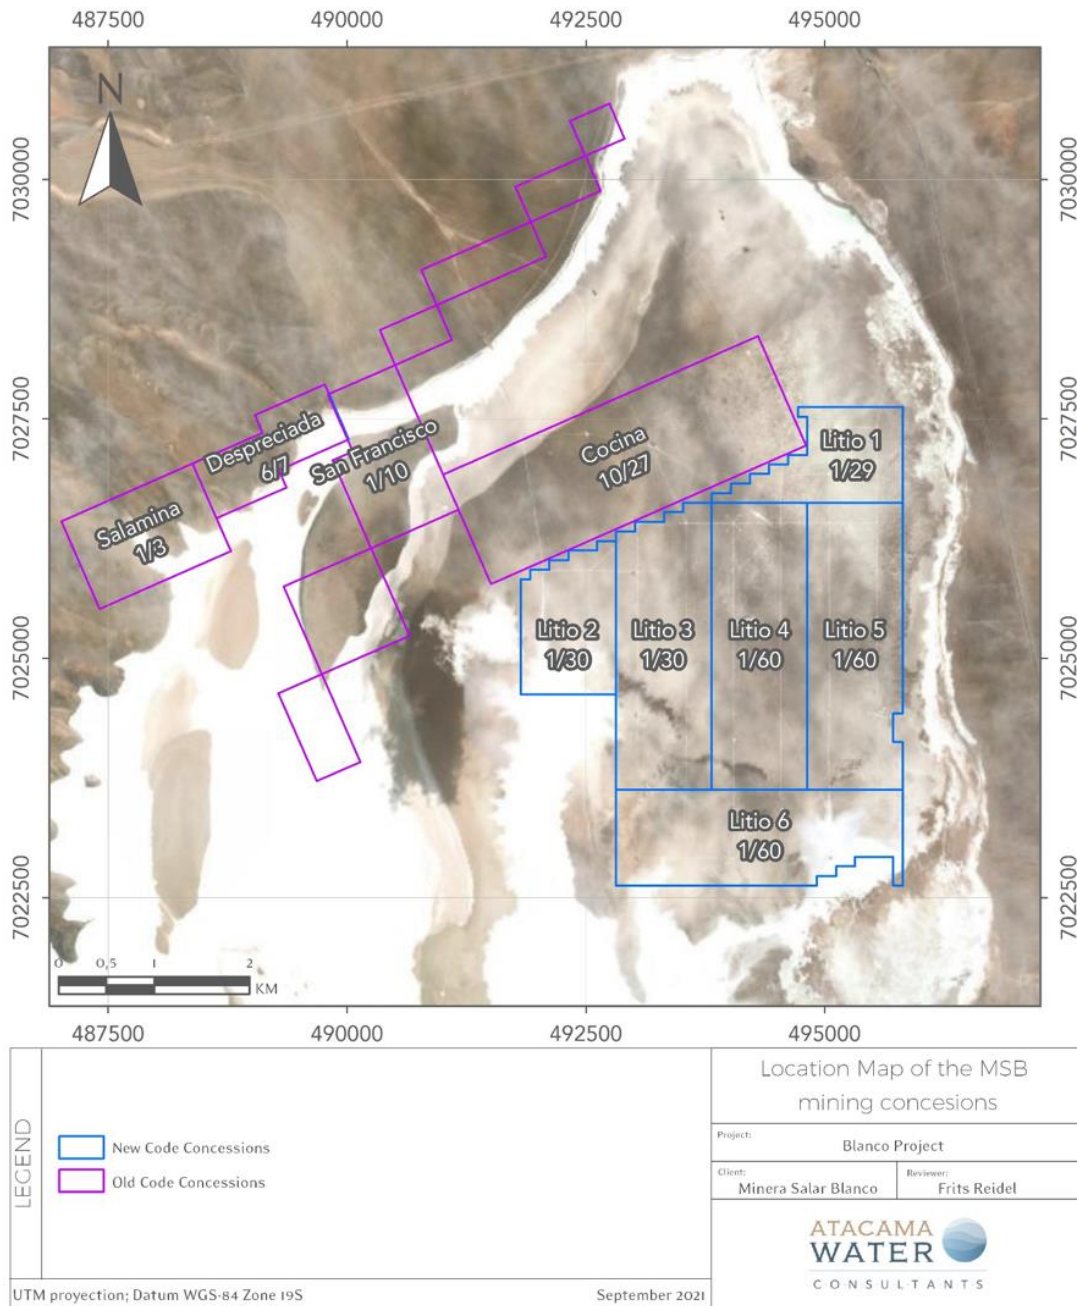 487500 490000 492500 495000
N
7030000 7030000
7027500 7027500
7025000 7025000
7022500 7022500
Despreciada
6/7
San Francisco
1/10
Salamina
1/3
Cocina
10/27
Litio 1
1/29
Litio 2
1/30
Litio 3
1/30
Litio 4
1/60
Litio 5
1/60
Litio 6
1/60
0 0,5 1 2
KM
487500 490000 492500 495000
LEGEND
New Code Concessions
Old Code Concessions
UTM proyection; Datum WGS-84 Zone 19S
September 2021
Location Map of the MSB
mining concesions
Project:
Blanco Project
Client:
Minera Salar Blanco
Reviewer:
Frits Reidel
ATACAMA
WATER
CONSULTANTS